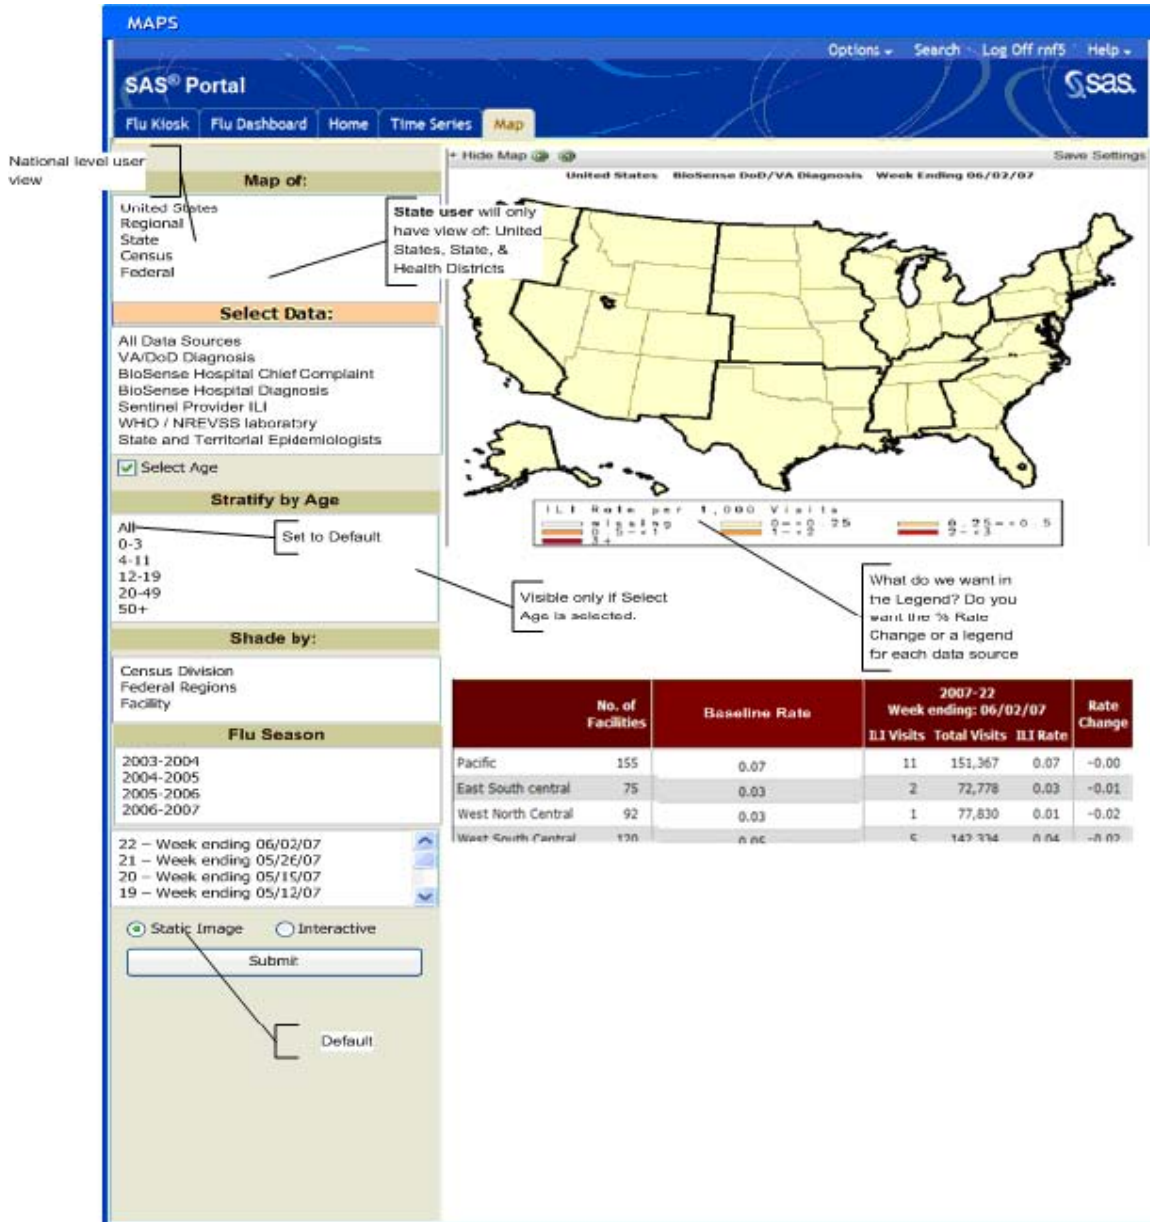 MAPS
Options Search Log Off rnf5 Help
SAS® Portal
sas.
Flu Kiosk Flu Dashboard Home Time Series Map
National level user
view
+ Hide Map Save Settings
United States BioSense DoD/VA Diagnosis Week Ending 06/02/07
Map of:
United States
Regional
State
Census
Federal
State user will only
have view of: United
States, State, &
Health Districts
Select Data:
All Data Sources
VA/DoD Diagnosis
BioSense Hospital Chief Complaint
BioSense Hospital Diagnosis
Sentinel Provider ILI
WHO / NREVSS laboratory
State and Territorial Epidemiologists
Select Age
Stratify by Age
All
0-3
4-11
12-19
20-49
50+
Set to Default
Visible only if Select
Age is selected.
ILI Rate per 1,000 Visits
missing
What do we want in
the Legend? Do you
want the % Rate
Change or a legend
for each data source
Shade by:
Census Division
Federal Regions
Facility
Flu Season
2003-2004
2004-2005
2005-2006
2006-2007
22 – Week ending 06/02/07
21 – Week ending 05/26/07
20 – Week ending 05/19/07
19 – Week ending 05/12/07
Static Image Interactive
Submit
Default
No. of Facilities Baseline Rate 2007-22 Week ending: 06/02/07 Rate Change
ILI Visits Total Visits ILI Rate
Pacific 155 0.07 11 151,367 0.07 -0.00
East South central 75 0.03 2 72,778 0.03 -0.01
West North Central 92 0.03 1 77,830 0.01 -0.02
West South Central 120 0.05 5 142,334 0.04 -0.02